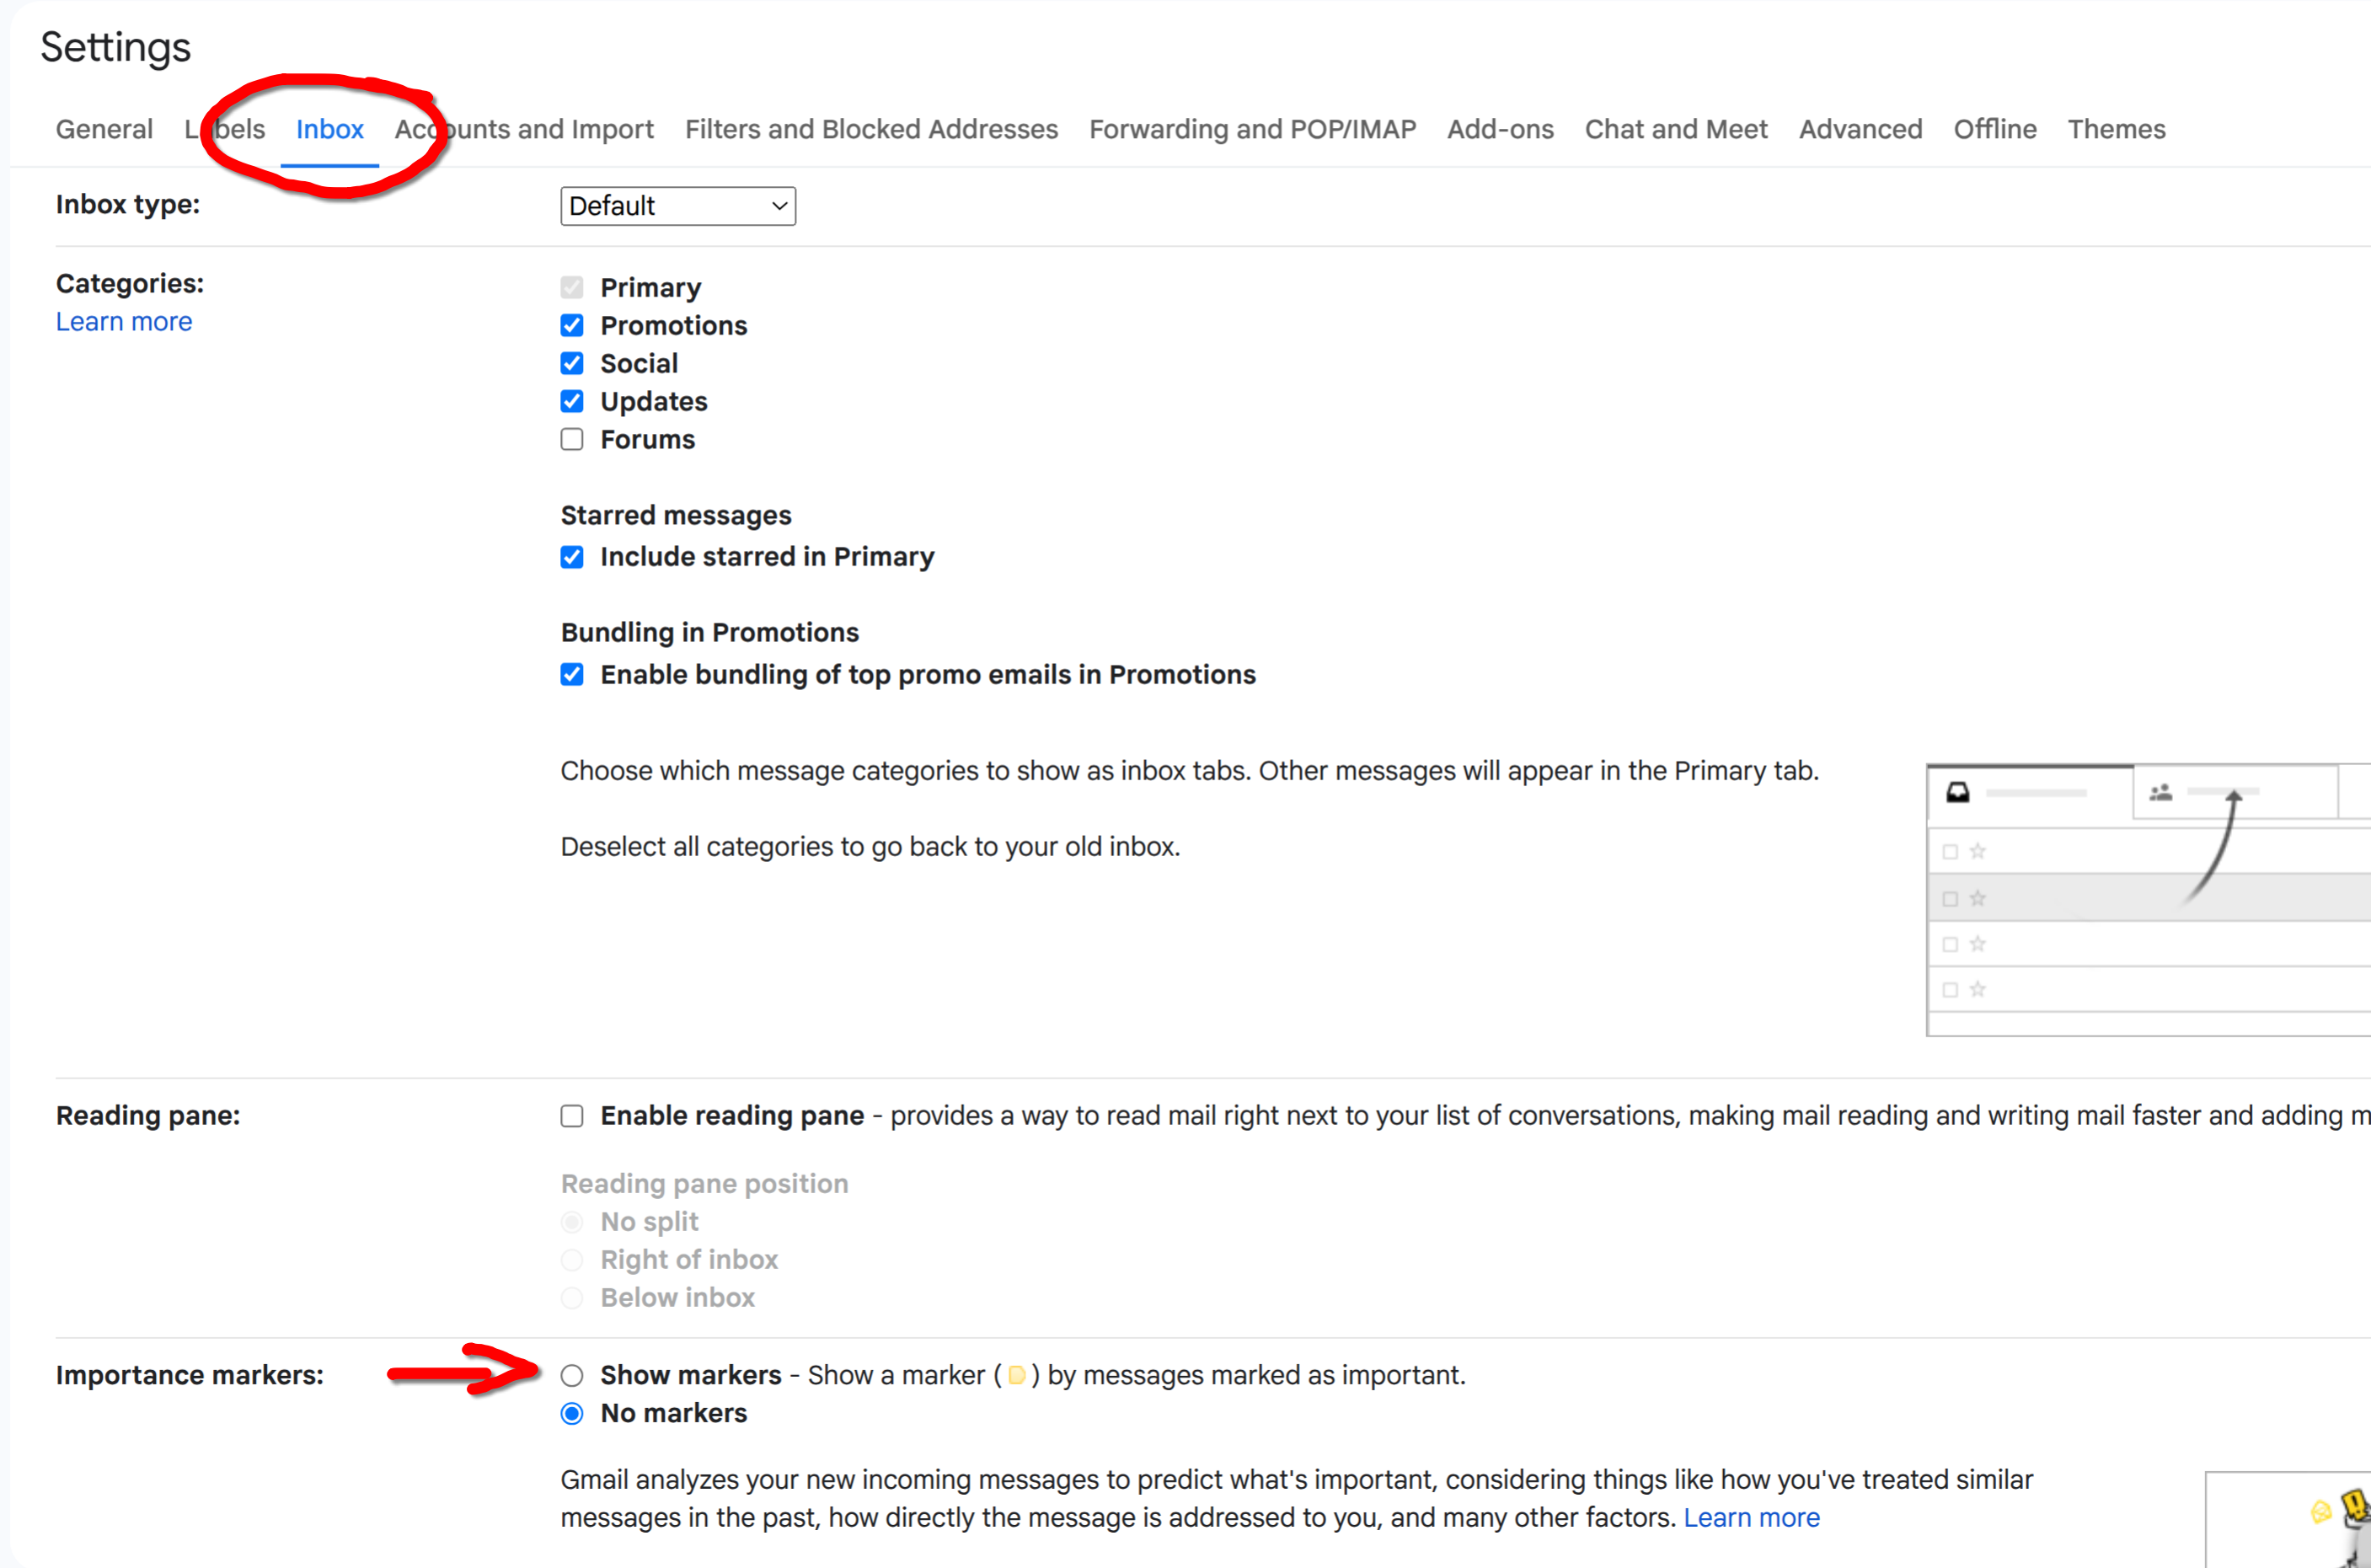 Settings
General Labels Inbox Accounts and Import Filters and Blocked Addresses Forwarding and POP/IMAP Add-ons Chat and Meet Advanced Offline Themes
Inbox type: Default
Categories:
Learn more
Primary
Promotions
Social
Updates
Forums
Starred messages
Include starred in Primary
Bundling in Promotions
Enable bundling of top promo emails in Promotions
Choose which message categories to show as inbox tabs. Other messages will appear in the Primary tab.
Deselect all categories to go back to your old inbox.
Reading pane: Enable reading pane - provides a way to read mail right next to your list of conversations, making mail reading and writing mail faster and adding m
Reading pane position
No split
Right of inbox
Below inbox
Importance markers: Show markers - Show a marker ( ) by messages marked as important.
No markers
Gmail analyzes your new incoming messages to predict what's important, considering things like how you've treated similar
messages in the past, how directly the message is addressed to you, and many other factors. Learn more